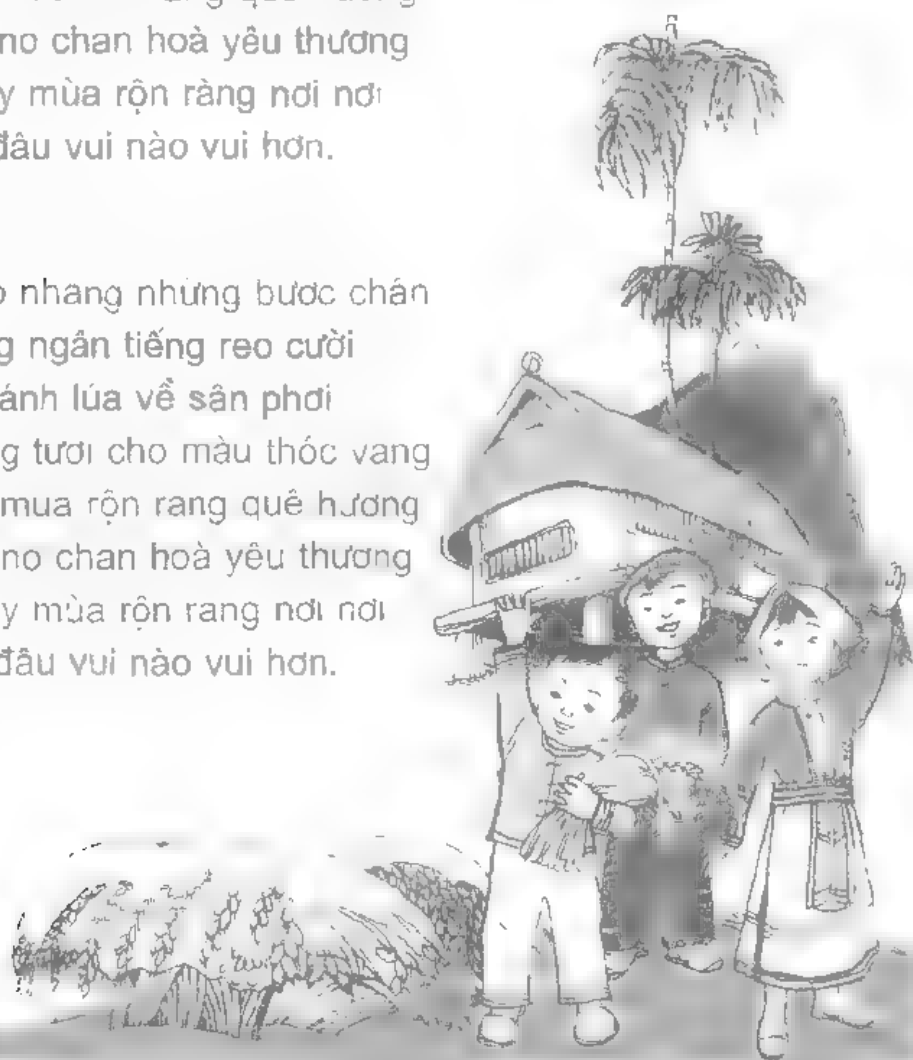 no chan hoà yêu thương
y mùa rộn ràng nơi nơi
đâu vui nào vui hơn.
nhang nhưng bươc chân
g ngân tiếng reo cười
ánh lúa về sân phơi
g tươi cho màu thóc vang
mua rộn rang quê hương
no chan hoà yêu thương
y mùa rộn rang nơi nơi
đâu vui nào vui hơn.